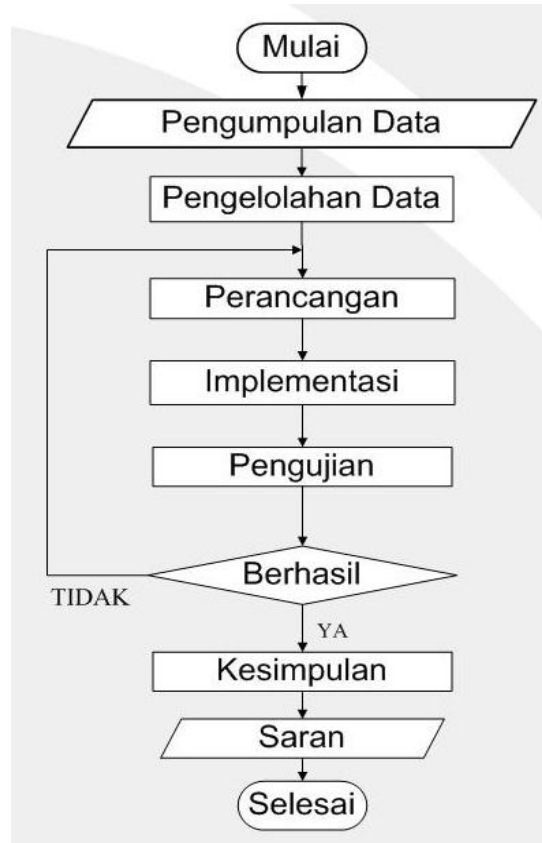 Mulai
Pengumpulan Data
Pengelolahan Data
Perancangan
Implementasi
Pengujian
Berhasil
TIDAK
YA
Kesimpulan
Saran
Selesai